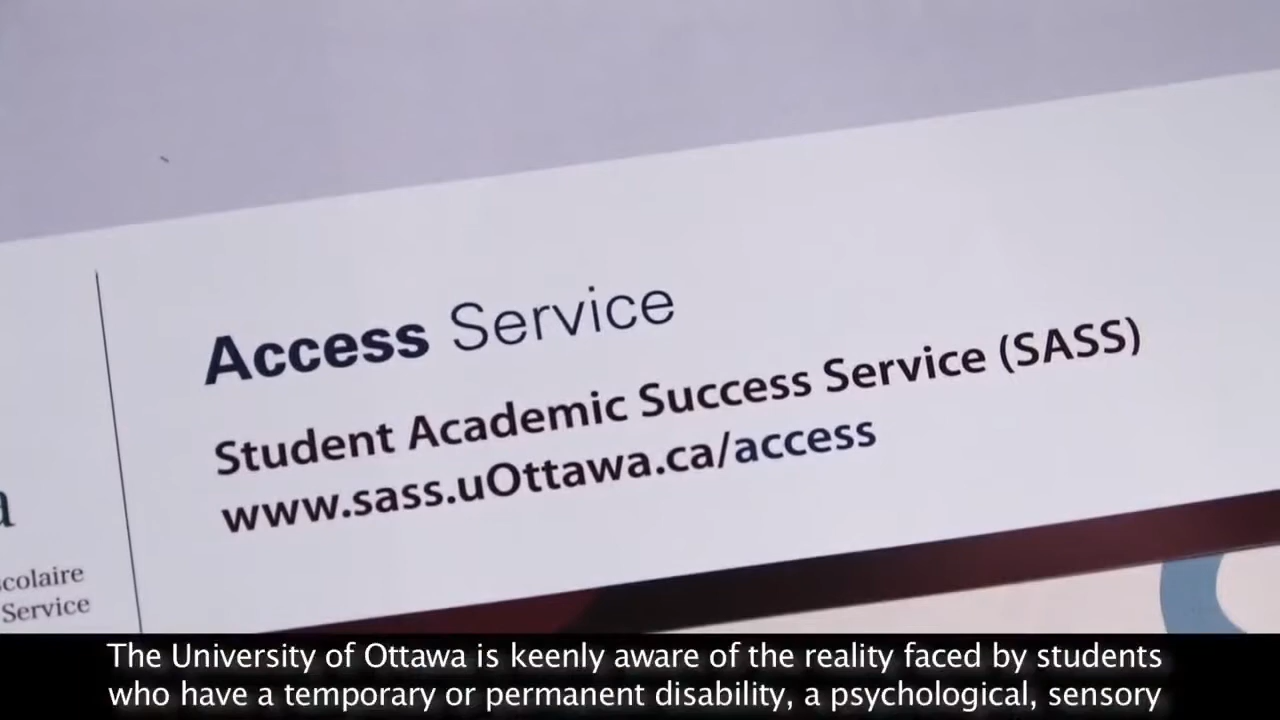 Access Service
Student Academic Success Service (SASS)
www.sass.uOttawa.ca/access
a
colaire
Service
The University of Ottawa is keenly aware of the reality faced by students
who have a temporary or permanent disability, a psychological, sensory